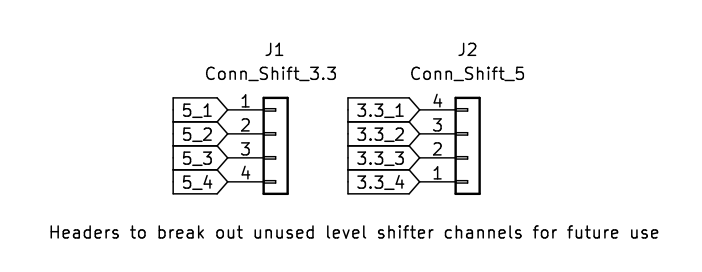 J1 J2
Conn_Shift_3.3 Conn_Shift_5
5_1 1 3.3_1 4
5_2 2 3.3_2 3
5_3 3 3.3_3 2
5_4 4 3.3_4 1
Headers to break out unused level shifter channels for future use